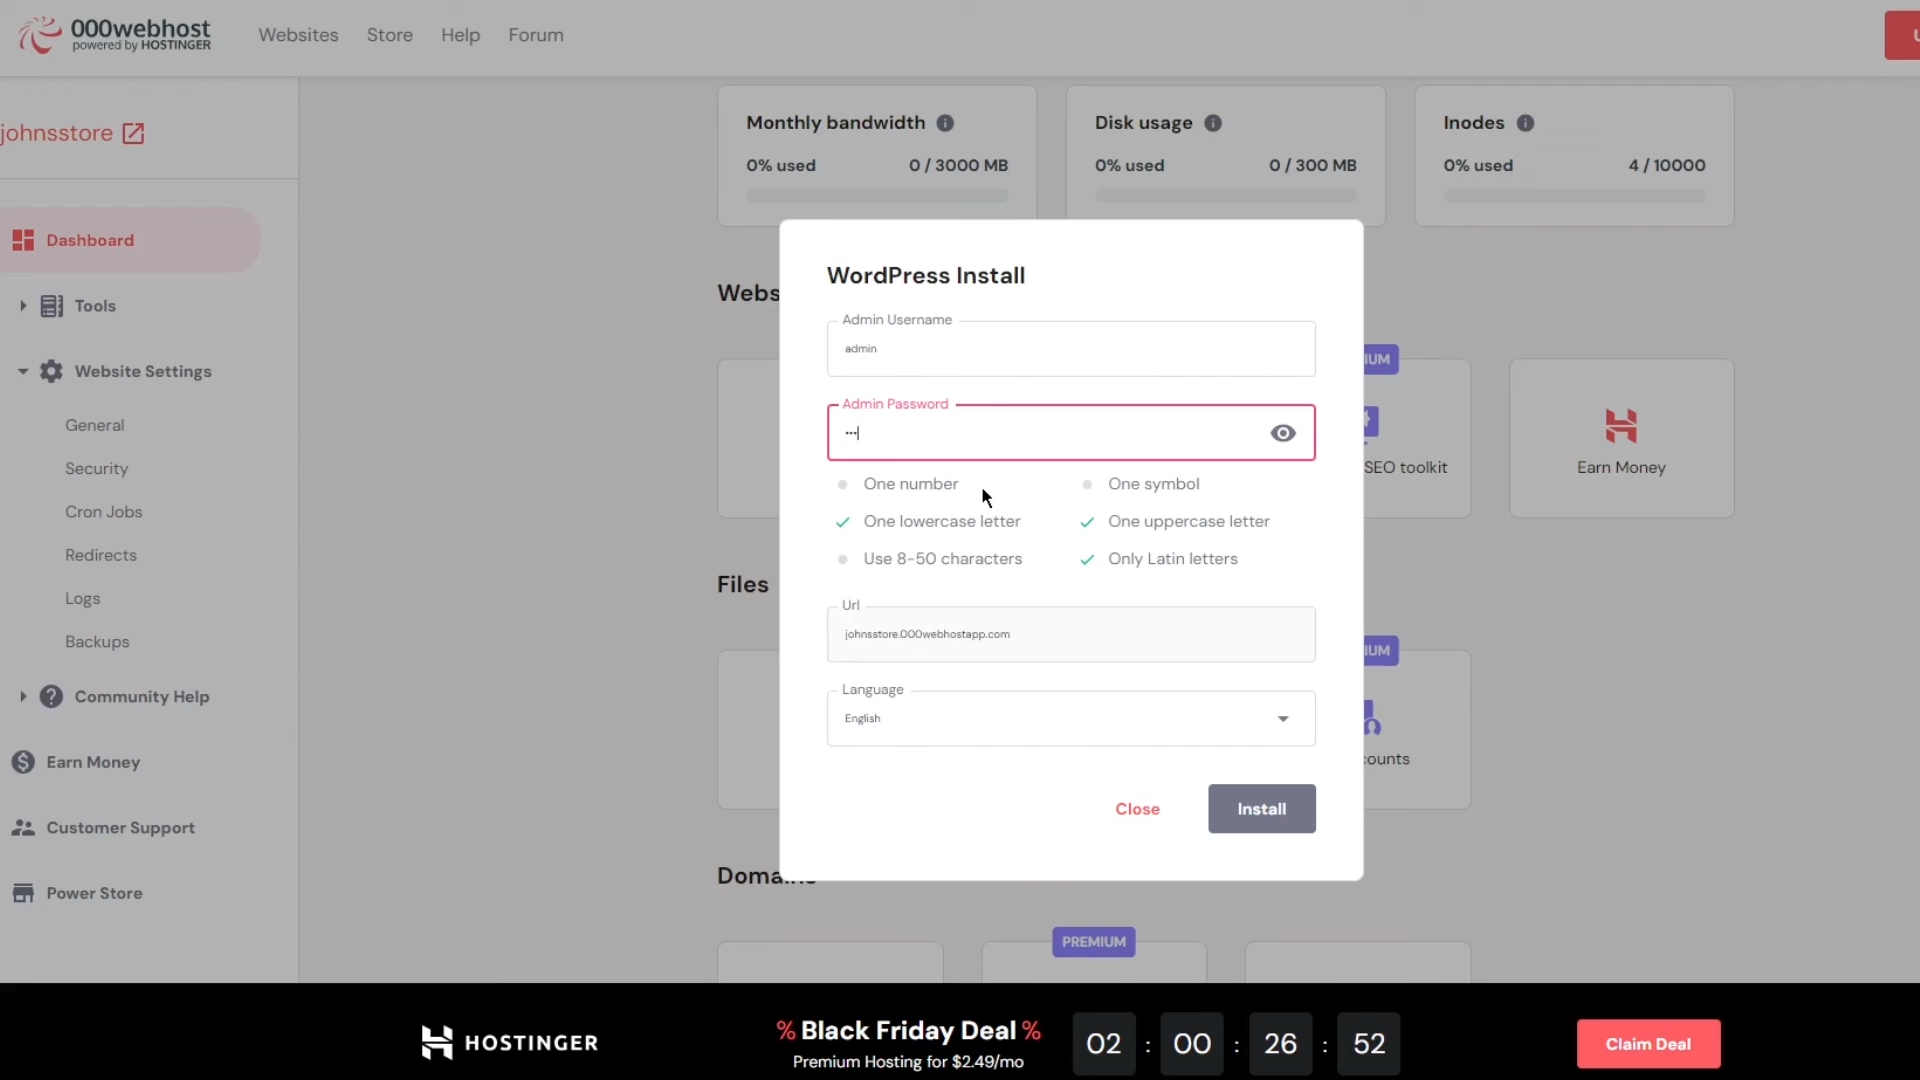 000webhost
powered by HOSTINGER
Websites
Store
Help
Forum
johnsstore
Dashboard
Tools
Website Settings
General
Security
Cron Jobs
Redirects
Logs
Backups
Community Help
Earn Money
Customer Support
Power Store
Monthly bandwidth
0% used 0 / 3000 MB
Disk usage
0% used 0 / 300 MB
Inodes
0% used 4 / 10000
Webs
IUM
SEO toolkit
Earn Money
WordPress Install
Admin Username
admin
Admin Password
•••
One number
One symbol
One lowercase letter
One uppercase letter
Use 8-50 characters
Only Latin letters
Url
johnsstore.000webhostapp.com
Language
English
Close
Install
Files
IUM
counts
Domains
PREMIUM
HOSTINGER
% Black Friday Deal %
Premium Hosting for $2.49/mo
02 : 00 : 26 : 52
Claim Deal